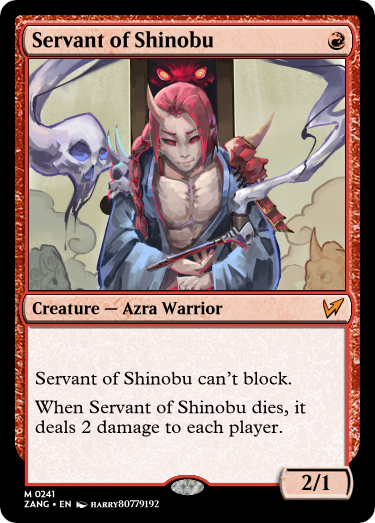 Servant of Shinobu
Creature — Azra Warrior
Servant of Shinobu can't block.
When Servant of Shinobu dies, it
deals 2 damage to each player.
2/1
M 0241
ZANG • EN HARRY80779192